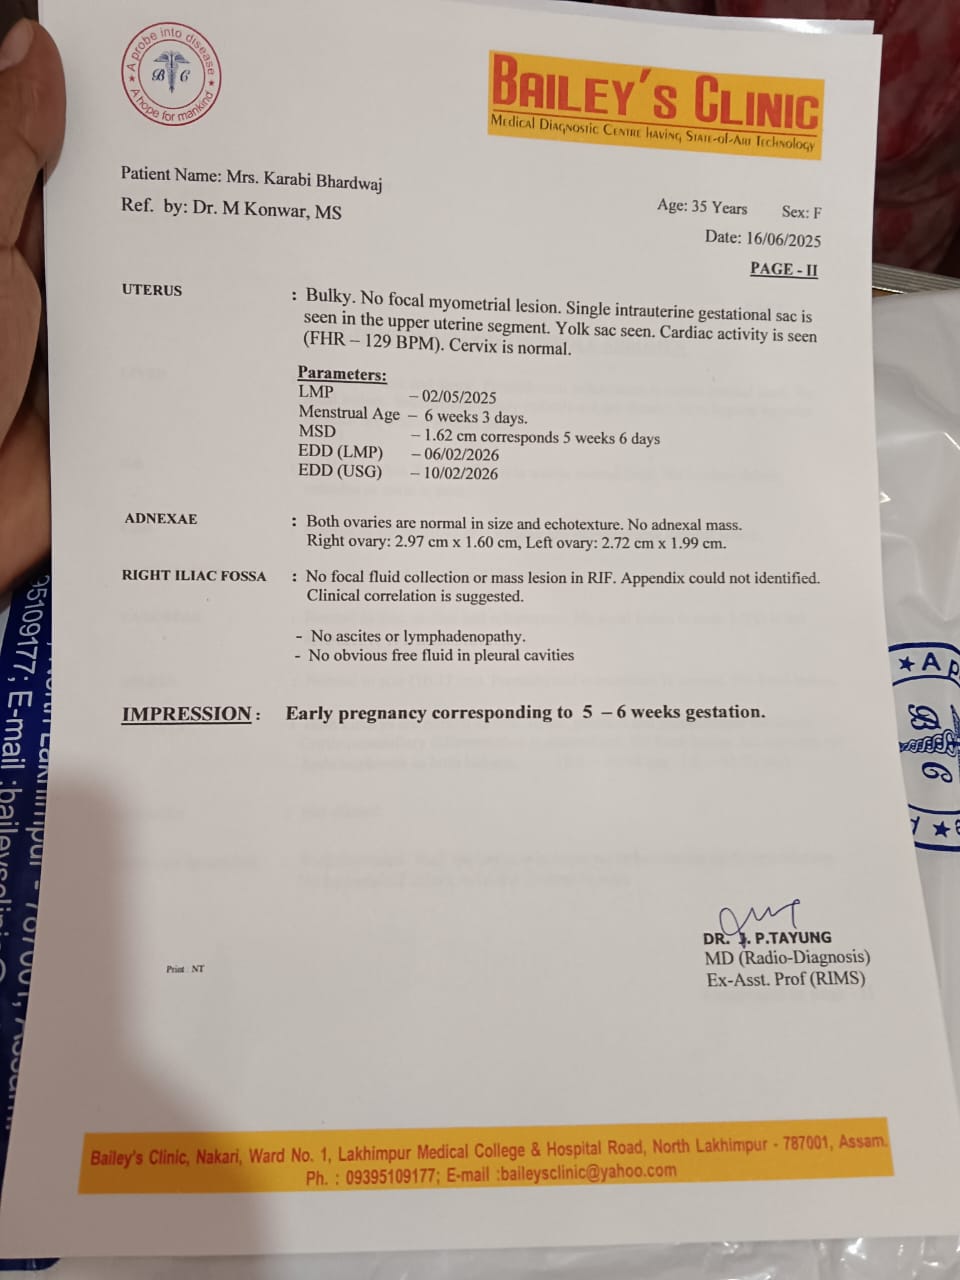 A probe into disease
B C
A hope for mankind
BAILEY'S CLINIC
MEDICAL DIAGNOSTIC CENTRE HAVING STATE-OF-ART TECHNOLOGY
Patient Name: Mrs. Karabi Bhardwaj
Ref. by: Dr. M Konwar, MS
Age: 35 Years Sex: F
Date: 16/06/2025
PAGE - II
UTERUS : Bulky. No focal myometrial lesion. Single intrauterine gestational sac is
seen in the upper uterine segment. Yolk sac seen. Cardiac activity is seen
(FHR – 129 BPM). Cervix is normal.
Parameters:
LMP – 02/05/2025
Menstrual Age – 6 weeks 3 days.
MSD – 1.62 cm corresponds 5 weeks 6 days
EDD (LMP) – 06/02/2026
EDD (USG) – 10/02/2026
ADNEXAE : Both ovaries are normal in size and echotexture. No adnexal mass.
Right ovary: 2.97 cm x 1.60 cm, Left ovary: 2.72 cm x 1.99 cm.
RIGHT ILIAC FOSSA : No focal fluid collection or mass lesion in RIF. Appendix could not identified.
Clinical correlation is suggested.
- No ascites or lymphadenopathy.
- No obvious free fluid in pleural cavities
IMPRESSION : Early pregnancy corresponding to 5 – 6 weeks gestation.
DR. J. P.TAYUNG
MD (Radio-Diagnosis)
Ex-Asst. Prof (RIMS)
Print : NT
Bailey's Clinic, Nakari, Ward No. 1, Lakhimpur Medical College & Hospital Road, North Lakhimpur - 787001, Assam.
Ph. : 09395109177; E-mail :baileysclinic@yahoo.com
95109177; E-mail :baileysclinic
B C